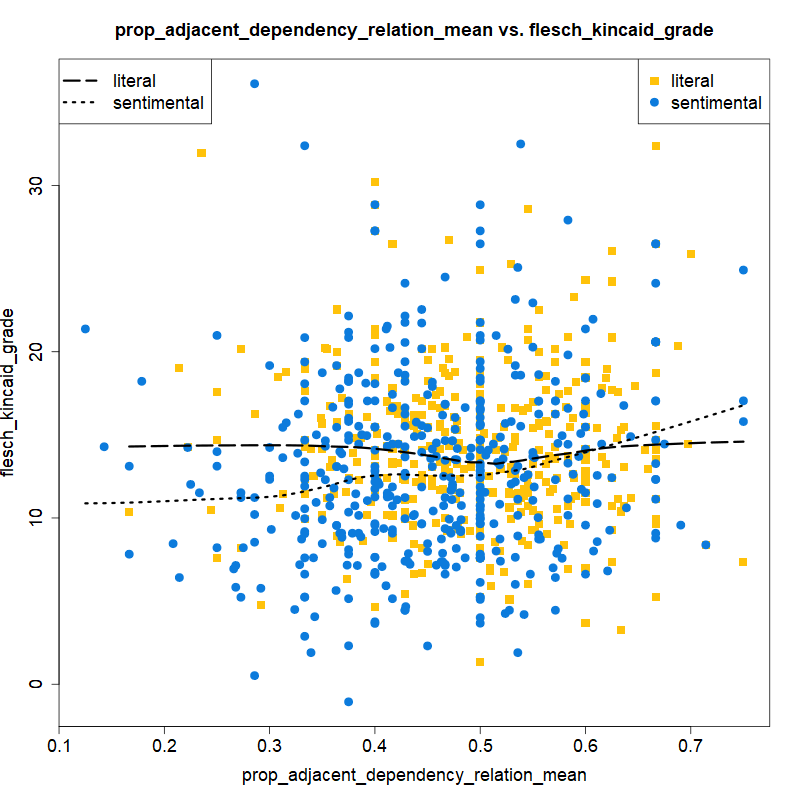 prop_adjacent_dependency_relation_mean vs. flesch_kincaid_grade
literal
sentimental
literal
sentimental
flesch_kincaid_grade
30
20
10
0
0.1 0.2 0.3 0.4 0.5 0.6 0.7
prop_adjacent_dependency_relation_mean